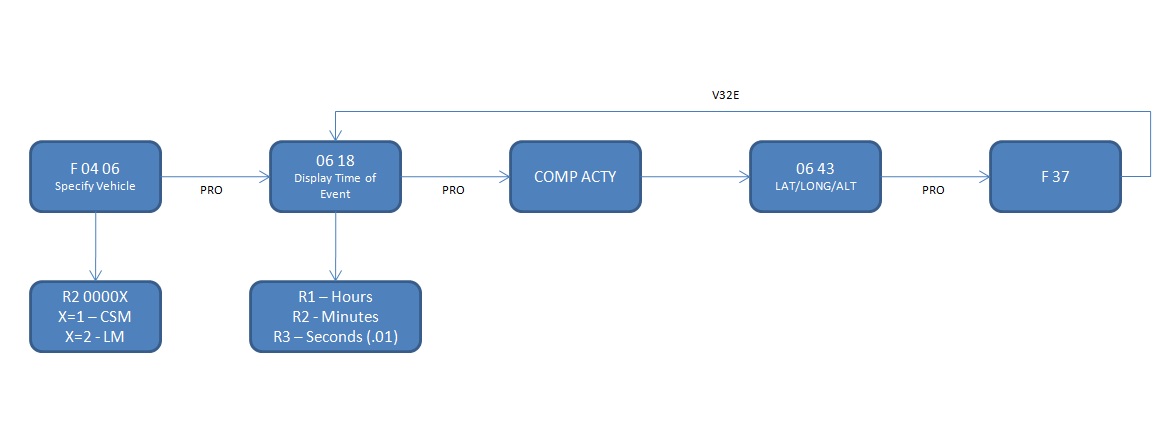 V32E
F 04 06
Specify Vehicle
PRO
06 18
Display Time of
Event
PRO
COMP ACTY
06 43
LAT/LONG/ALT
PRO
F 37
R2 0000X
X=1 – CSM
X=2 - LM
R1 – Hours
R2 - Minutes
R3 – Seconds (.01)